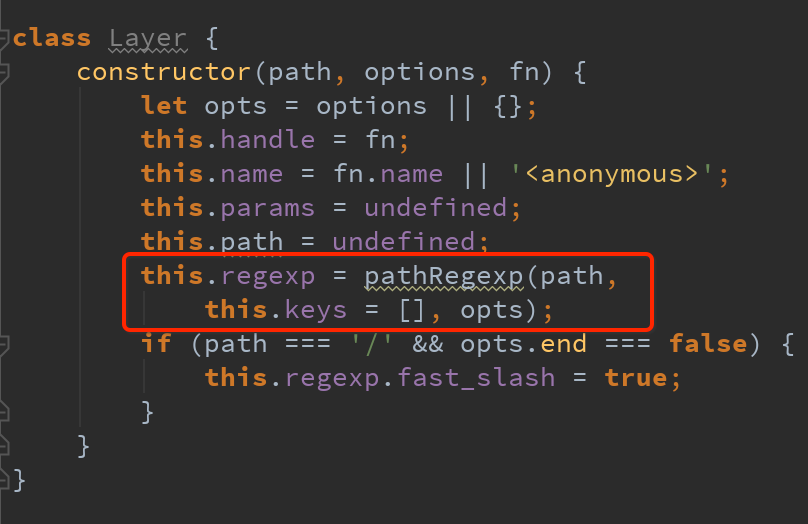 class Layer {
    constructor(path, options, fn) {
        let opts = options || {};
        this.handle = fn;
        this.name = fn.name || '<anonymous>';
        this.params = undefined;
        this.path = undefined;
        this.regexp = pathRegexp(path,
            this.keys = [], opts);
        if (path === '/' && opts.end === false) {
            this.regexp.fast_slash = true;
        }
    }
}